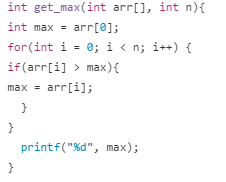 int get_max(int arr[], int n){
int max = arr[0];
for(int i = 0; i < n; i++) {
if(arr[i] > max){
max = arr[i];
}
}
printf("%d", max);
}